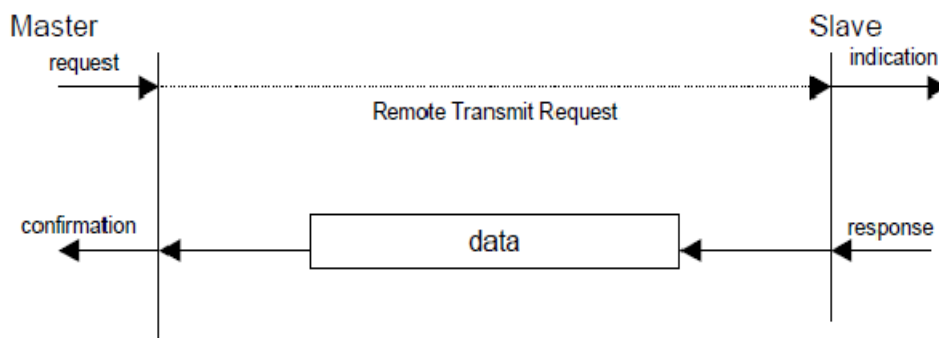 Master
Slave
request
indication
Remote Transmit Request
confirmation
data
response